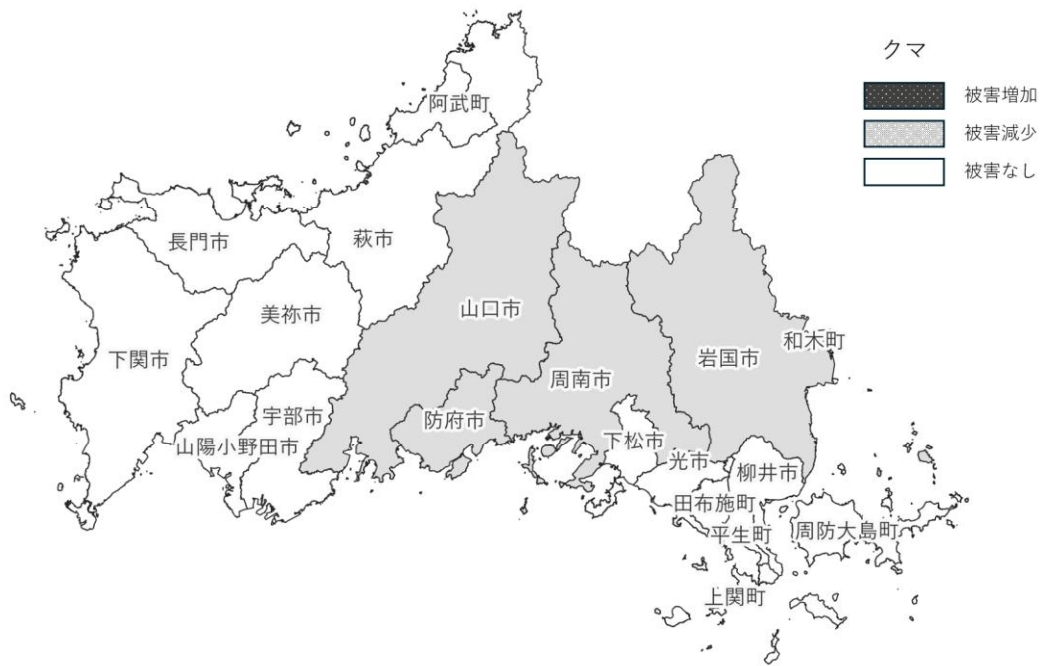 クマ
被害増加
被害減少
被害なし
阿武町
萩市
長門市
美祢市
山口市
下関市
和木町
岩国市
周南市
宇部市
防府市
山陽小野田市
下松市
光市
柳井市
田布施町
平生町
周防大島町
上関町